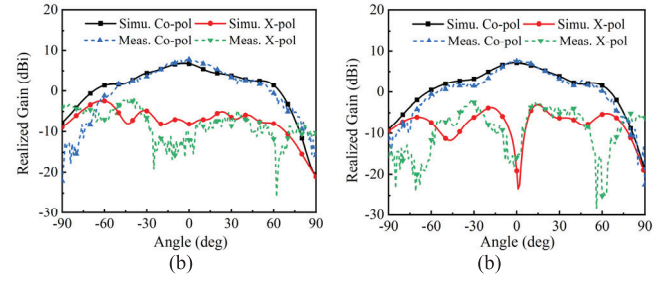 Simu. Co-pol Simu. X-pol
Meas. Co-pol Meas. X-pol
Realized Gain (dBi)
20
10
0
-10
-20
-30
-90 -60 -30 0 30 60 90
Angle (deg)
(b)
Simu. Co-pol Simu. X-pol
Meas. Co-pol Meas. X-pol
Realized Gain (dBi)
20
10
0
-10
-20
-30
-90 -60 -30 0 30 60 90
Angle (deg)
(b)